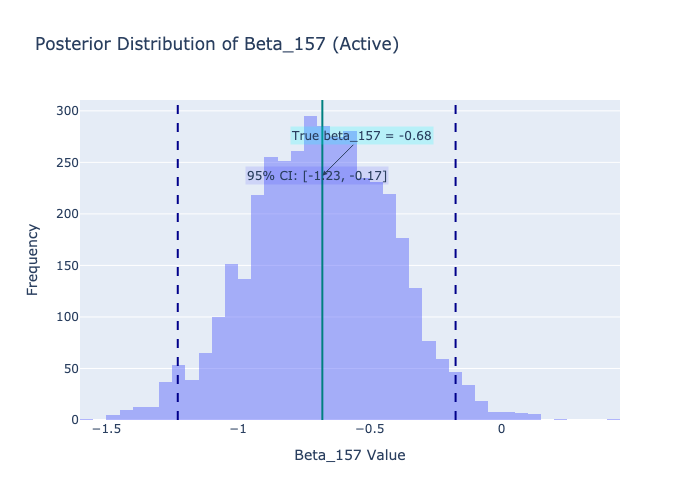 Posterior Distribution of Beta_157 (Active)
300
True beta_157 = -0.68
250
95% CI: [-1.23, -0.17]
200
150
100
50
0
Frequency
−1.5
−1
−0.5
0
Beta_157 Value